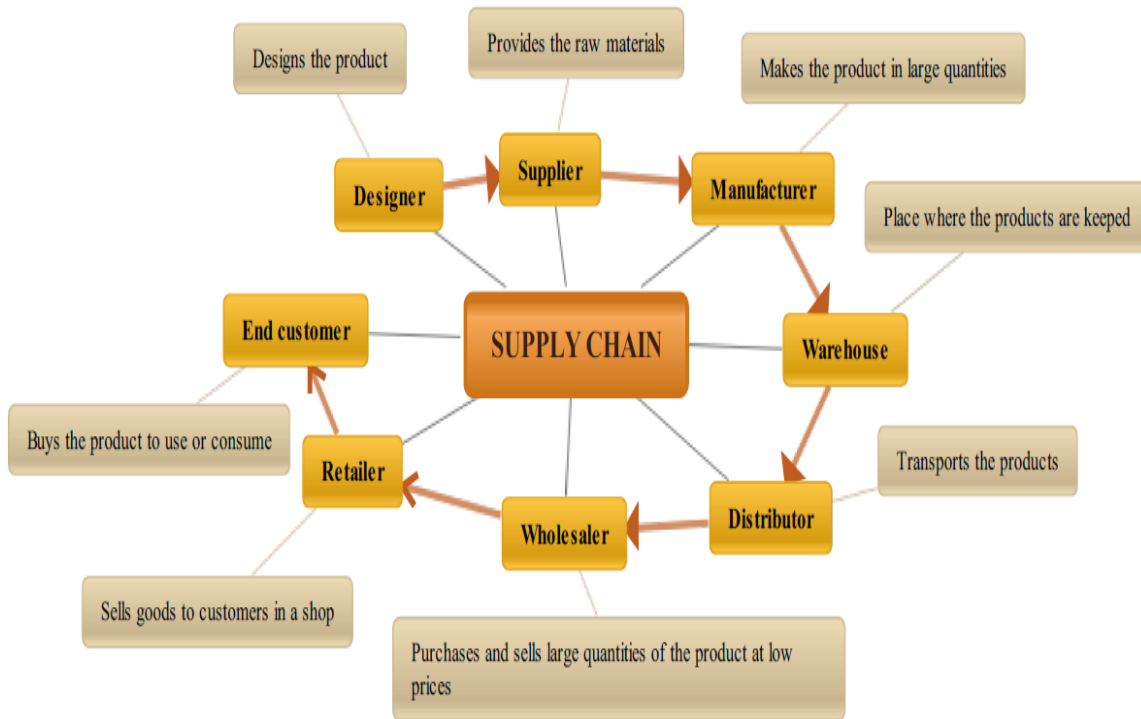 Designs the product
Provides the raw materials
Makes the product in large quantities
Designer
Supplier
Manufacturer
Place where the products are keeped
End customer
SUPPLY CHAIN
Warehouse
Buys the product to use or consume
Retailer
Wholesaler
Distributor
Transports the products
Sells goods to customers in a shop
Purchases and sells large quantities of the product at low
prices